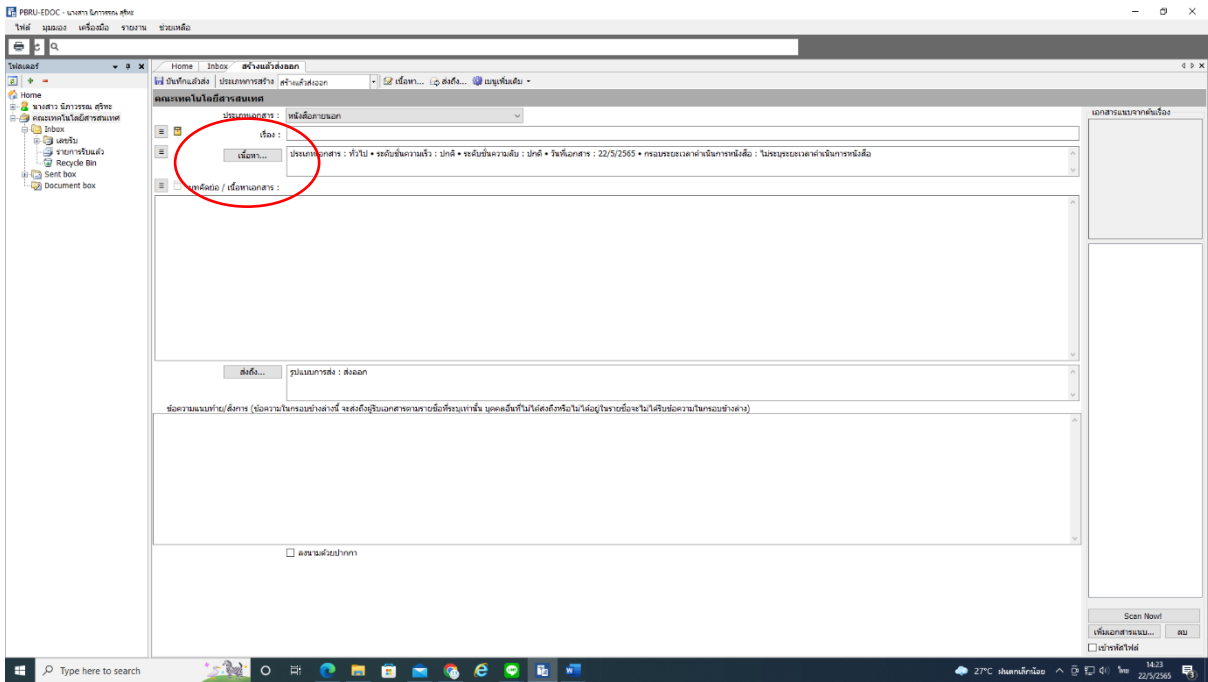 PBRU-EDOC - นางสาว นิภาวรรณ สุริทะ
ไฟล์ มุมมอง เครื่องมือ รายงาน ช่วยเหลือ
โฟลเดอร์
Home Inbox สร้างแล้วส่งออก
บันทึกแล้วส่ง ประเภทการสร้าง สร้างแล้วส่งออก เนื้อหา... ส่งถึง... เมนูเพิ่มเติม
Home
นางสาว นิภาวรรณ สุริทะ
คณะเทคโนโลยีสารสนเทศ
Inbox
เลขรับ
รายการรับแล้ว
Recycle Bin
Sent box
Document box
คณะเทคโนโลยีสารสนเทศ
ประเภทเอกสาร : หนังสือภายนอก
เรื่อง :
เนื้อหา... ประเภทเอกสาร : ทั่วไป • ระดับชั้นความเร็ว : ปกติ • ระดับชั้นความลับ : ปกติ • วันที่เอกสาร : 22/5/2565 • กรอบระยะเวลาดำเนินการหนังสือ : ไม่ระบุระยะเวลาดำเนินการหนังสือ
บทคัดย่อ / เนื้อหาเอกสาร :
ส่งถึง... รูปแบบการส่ง : ส่งออก
ข้อความแนบท้าย/สั่งการ (ข้อความในกรอบข้างล่างนี้ จะส่งถึงผู้รับเอกสารตามรายชื่อที่ระบุเท่านั้น บุคคลอื่นที่ไม่ได้ส่งถึงหรือไม่ได้อยู่ในรายชื่อจะไม่ได้รับข้อความในกรอบข้างล่าง)
ลงนามด้วยปากกา
เอกสารแนบจากต้นเรื่อง
Scan Now!
เพิ่มเอกสารแนบ... ลบ
เข้ารหัสไฟล์
Type here to search
27°C ฝนตกเล็กน้อย ไทย 14:23
22/5/2565